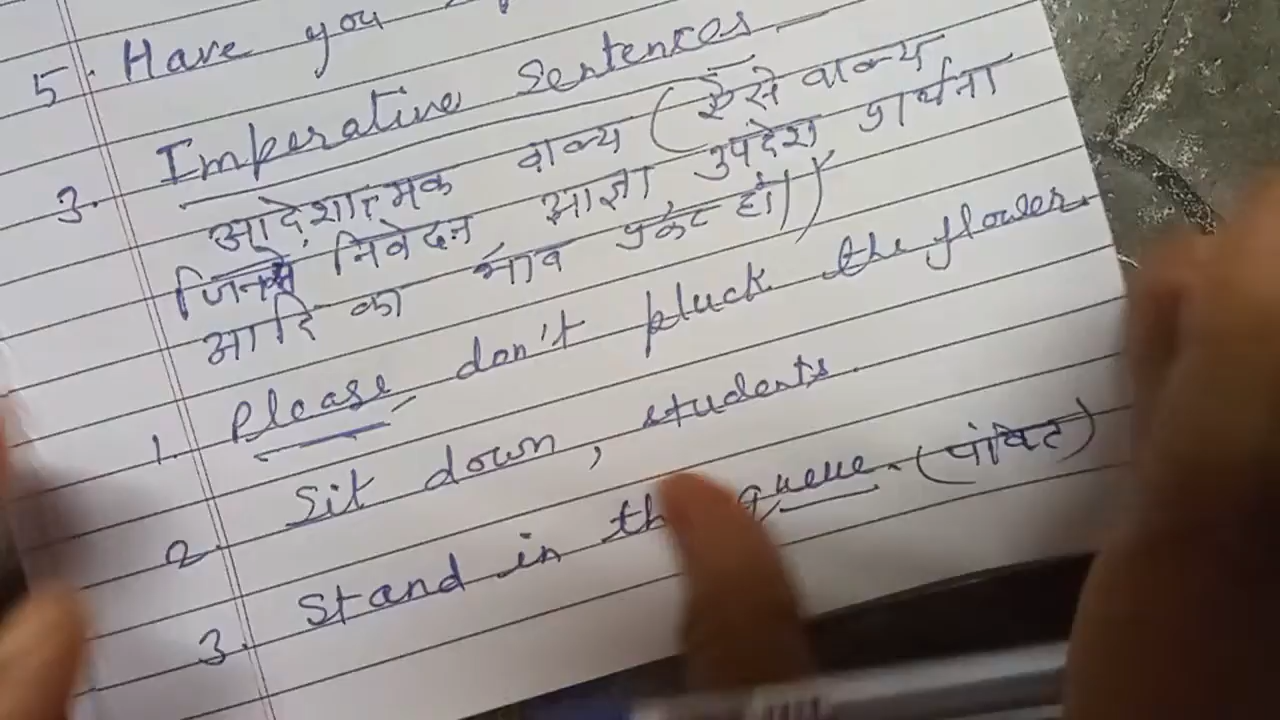 5. Have you
3. Imperative Sentences
आदेशात्मक वाक्य (ऐसे वाक्य
जिनमें निवेदन आज्ञा उपदेश प्रार्थना
आदि का भाव प्रकट हो।)
1. Please don't pluck the flower.
2. Sit down, students.
3. Stand in the queue. (पंक्ति)